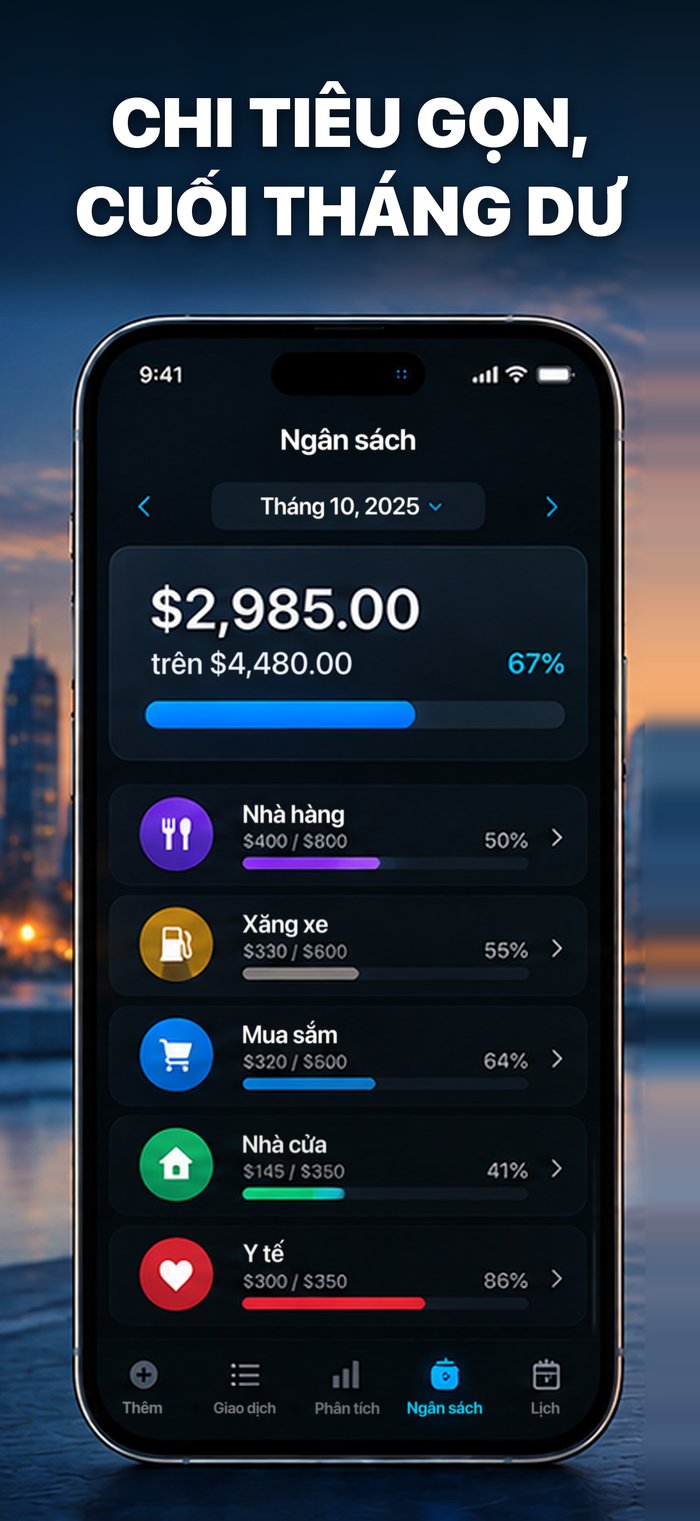 CHI TIÊU GỌN,
CUỐI THÁNG DƯ
9:41
Ngân sách
Tháng 10, 2025
$2,985.00
trên $4,480.00
67%
Nhà hàng
$400 / $800
50%
Xăng xe
$330 / $600
55%
Mua sắm
$320 / $600
64%
Nhà cửa
$145 / $350
41%
Y tế
$300 / $350
86%
Thêm
Giao dịch
Phân tích
Ngân sách
Lịch